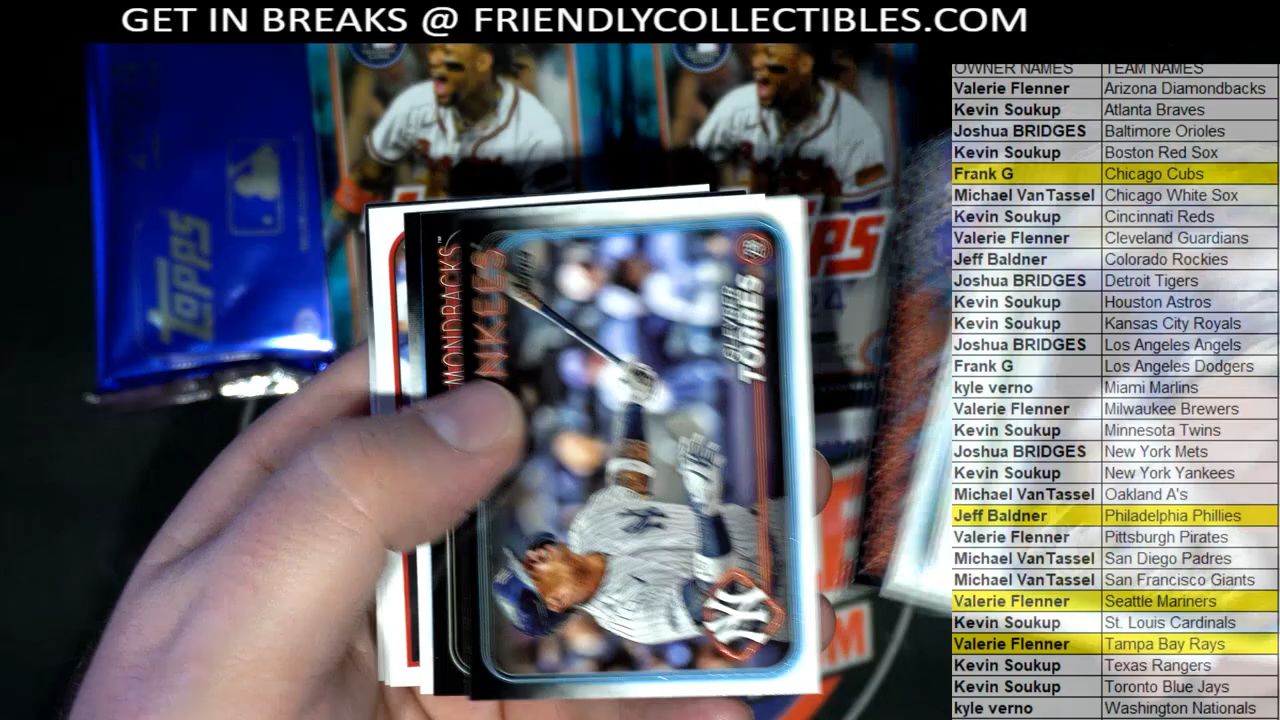 GET IN BREAKS @ FRIENDLYCOLLECTIBLES.COM
OWNER NAMES TEAM NAMES
Valerie Flenner Arizona Diamondbacks
Kevin Soukup Atlanta Braves
Joshua BRIDGES Baltimore Orioles
Kevin Soukup Boston Red Sox
Frank G Chicago Cubs
Michael VanTassel Chicago White Sox
Kevin Soukup Cincinnati Reds
Valerie Flenner Cleveland Guardians
Jeff Baldner Colorado Rockies
Joshua BRIDGES Detroit Tigers
Kevin Soukup Houston Astros
Kevin Soukup Kansas City Royals
Joshua BRIDGES Los Angeles Angels
Frank G Los Angeles Dodgers
kyle verno Miami Marlins
Valerie Flenner Milwaukee Brewers
Kevin Soukup Minnesota Twins
Joshua BRIDGES New York Mets
Kevin Soukup New York Yankees
Michael VanTassel Oakland A's
Jeff Baldner Philadelphia Phillies
Valerie Flenner Pittsburgh Pirates
Michael VanTassel San Diego Padres
Michael VanTassel San Francisco Giants
Valerie Flenner Seattle Mariners
Kevin Soukup St. Louis Cardinals
Valerie Flenner Tampa Bay Rays
Kevin Soukup Texas Rangers
Kevin Soukup Toronto Blue Jays
kyle verno Washington Nationals
Topps
MONDBACKS
NKEES
GLEYBER
TORRES
NY